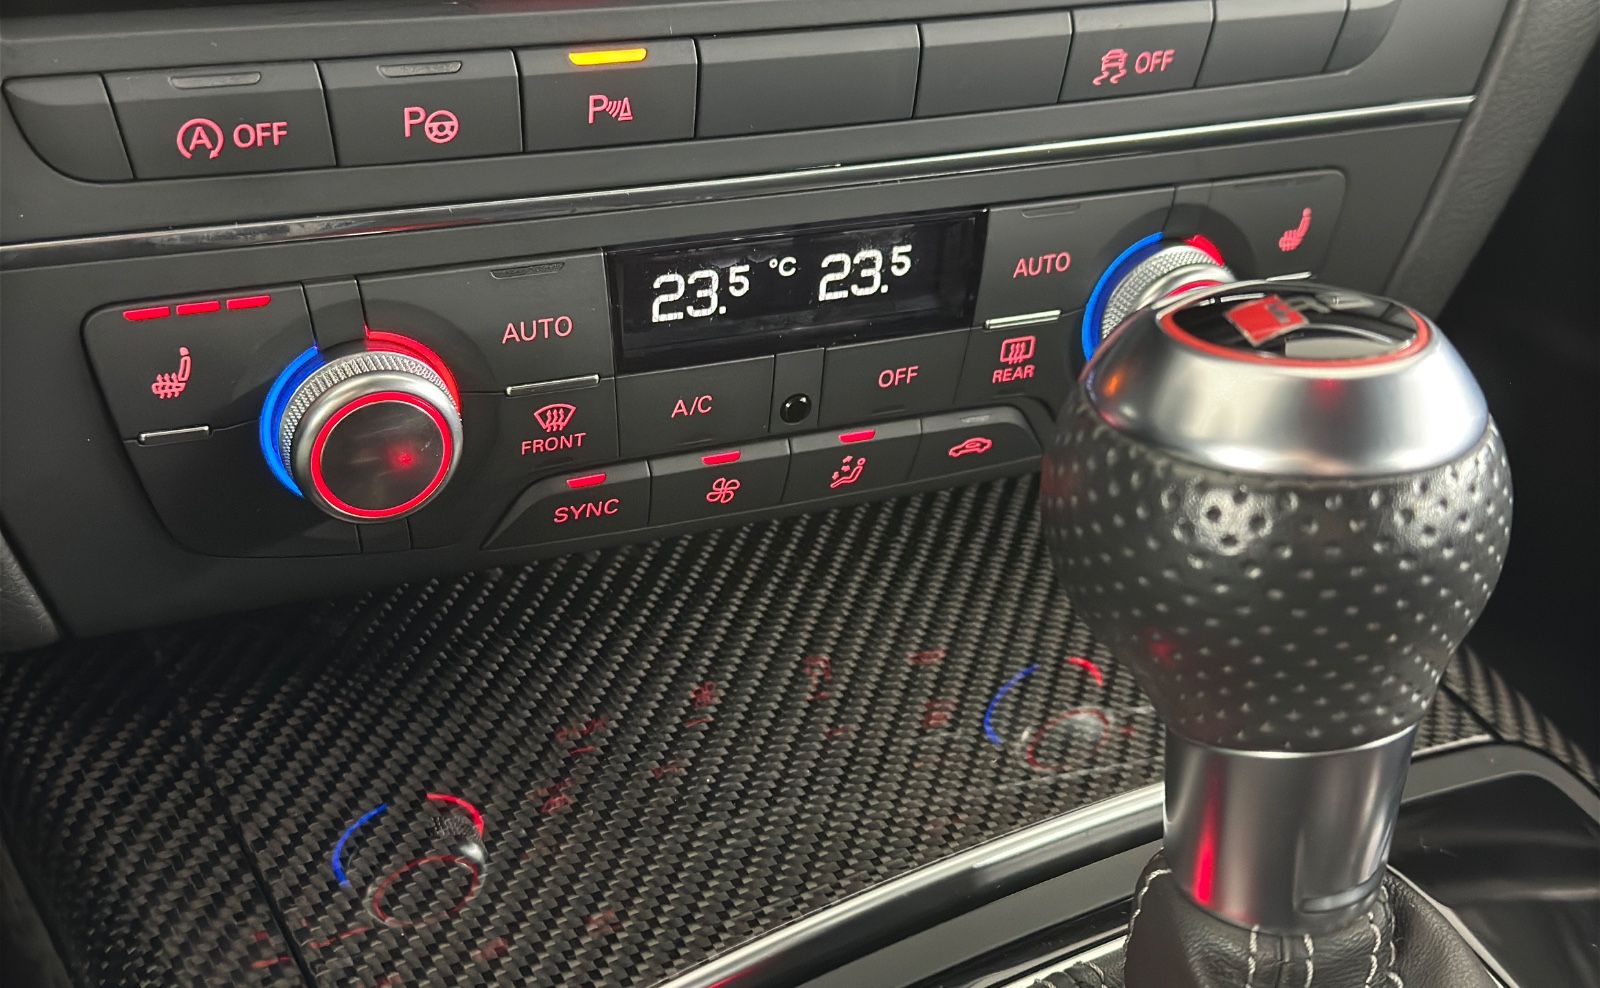 A OFF
P
P
OFF
AUTO
23.5 °C 23.5
AUTO
FRONT
A/C
OFF
REAR
SYNC